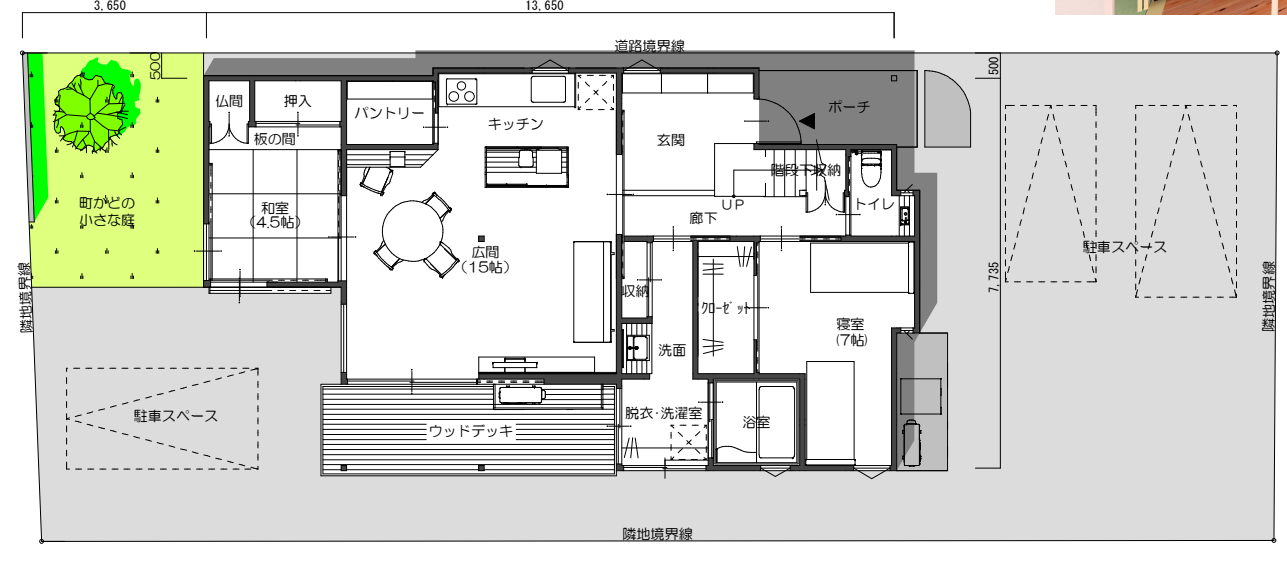 3,650
13,650
道路境界線
500
500
仏間
押入
パントリー
キッチン
玄関
ポーチ
板の間
階段下収納
町かどの
小さな庭
和室
(4.5帖)
UP
トイレ
廊下
広間
(15帖)
駐車スペース
7,735
隣地境界線
隣地境界線
収納
クローゼット
寝室
(7帖)
洗面
駐車スペース
脱衣・洗濯室
浴室
ウッドデッキ
隣地境界線